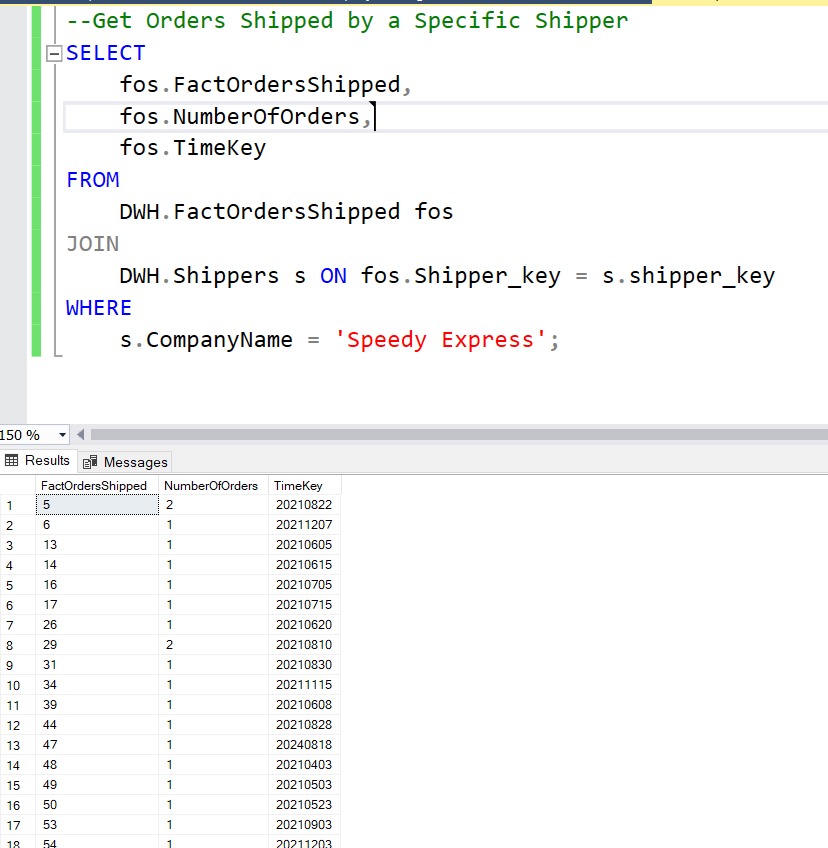 --Get Orders Shipped by a Specific Shipper
SELECT
fos.FactOrdersShipped,
fos.NumberOfOrders,
fos.TimeKey
FROM
DWH.FactOrdersShipped fos
JOIN
DWH.Shippers s ON fos.Shipper_key = s.shipper_key
WHERE
s.CompanyName = 'Speedy Express';
150 %
Results Messages
FactOrdersShipped NumberOfOrders TimeKey
1 5 2 20210822
2 6 1 20211207
3 13 1 20210605
4 14 1 20210615
5 16 1 20210705
6 17 1 20210715
7 26 1 20210620
8 29 2 20210810
9 31 1 20210830
10 34 1 20211115
11 39 1 20210608
12 44 1 20210828
13 47 1 20240818
14 48 1 20210403
15 49 1 20210503
16 50 1 20210523
17 53 1 20210903
18 54 1 20211203